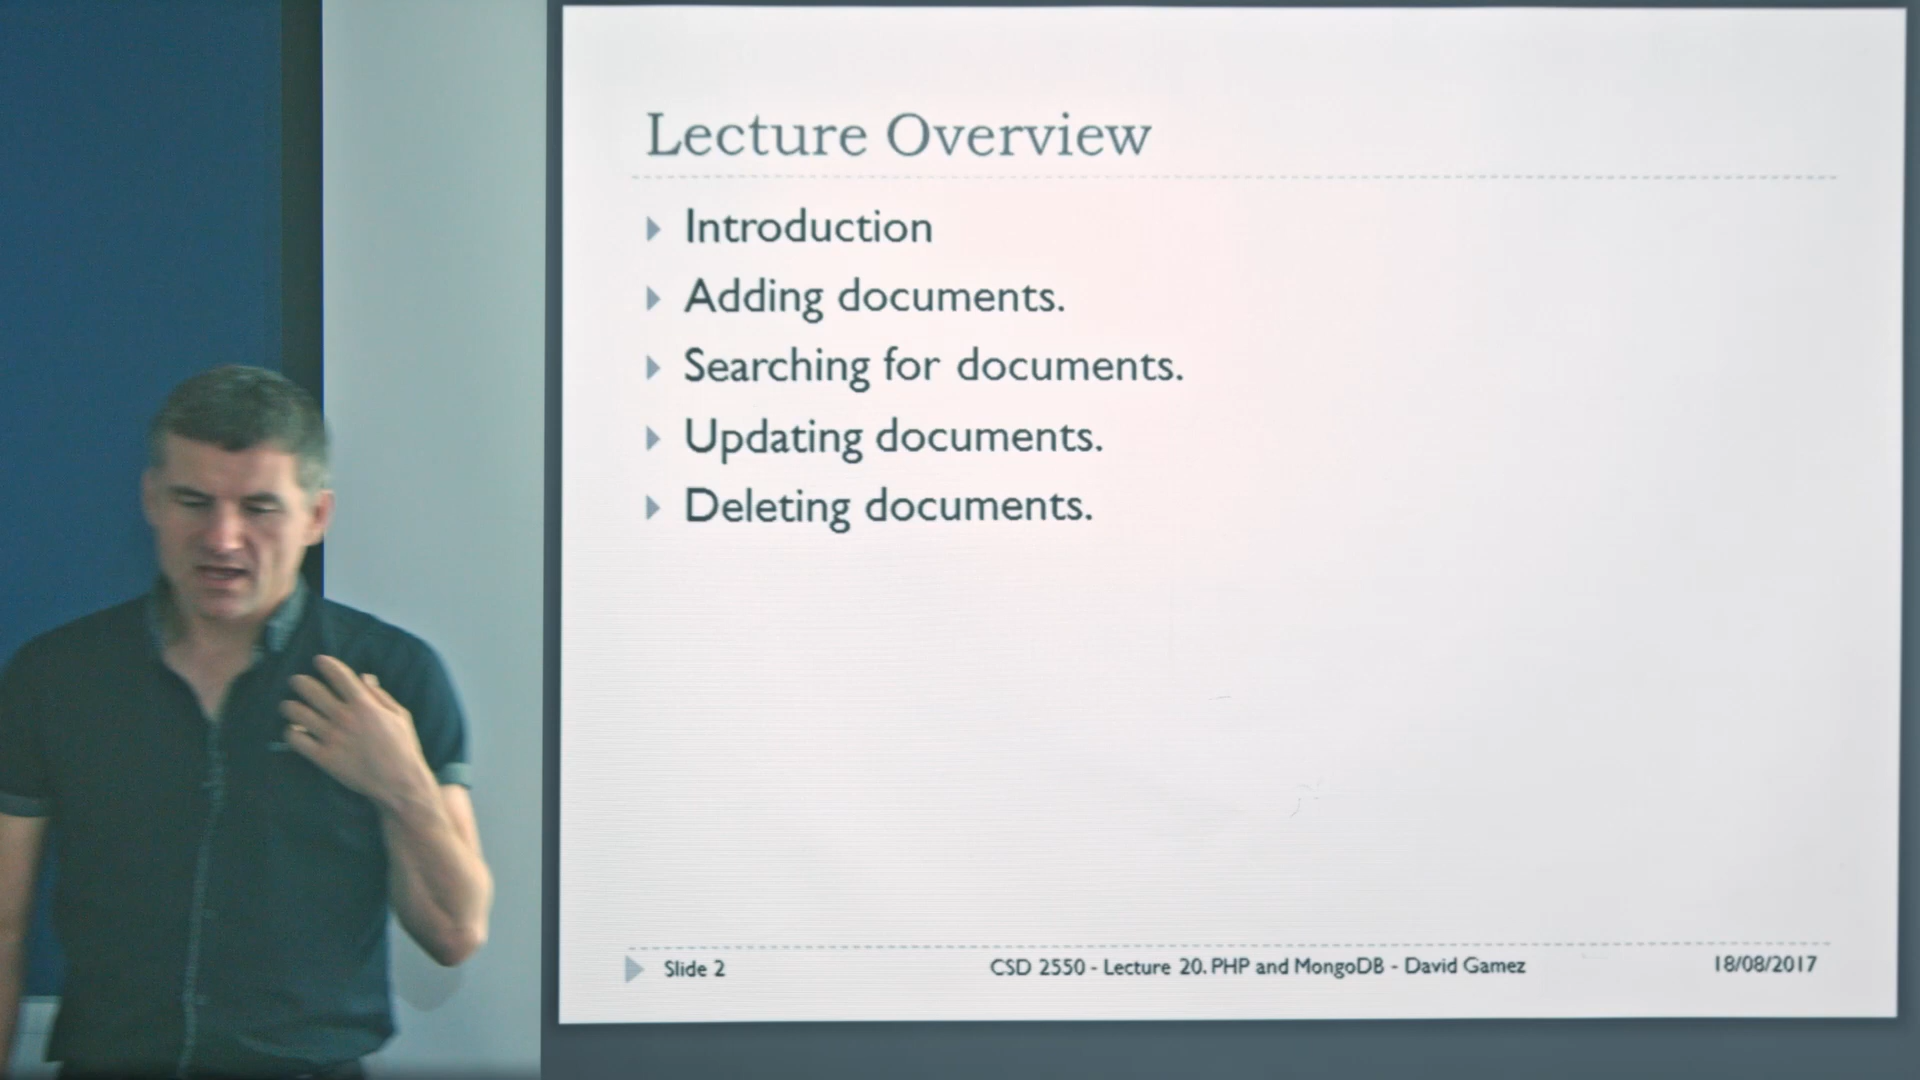 Lecture Overview
Introduction
Adding documents.
Searching for documents.
Updating documents.
Deleting documents.
Slide 2
CSD 2550 - Lecture 20. PHP and MongoDB - David Gamez
18/08/2017